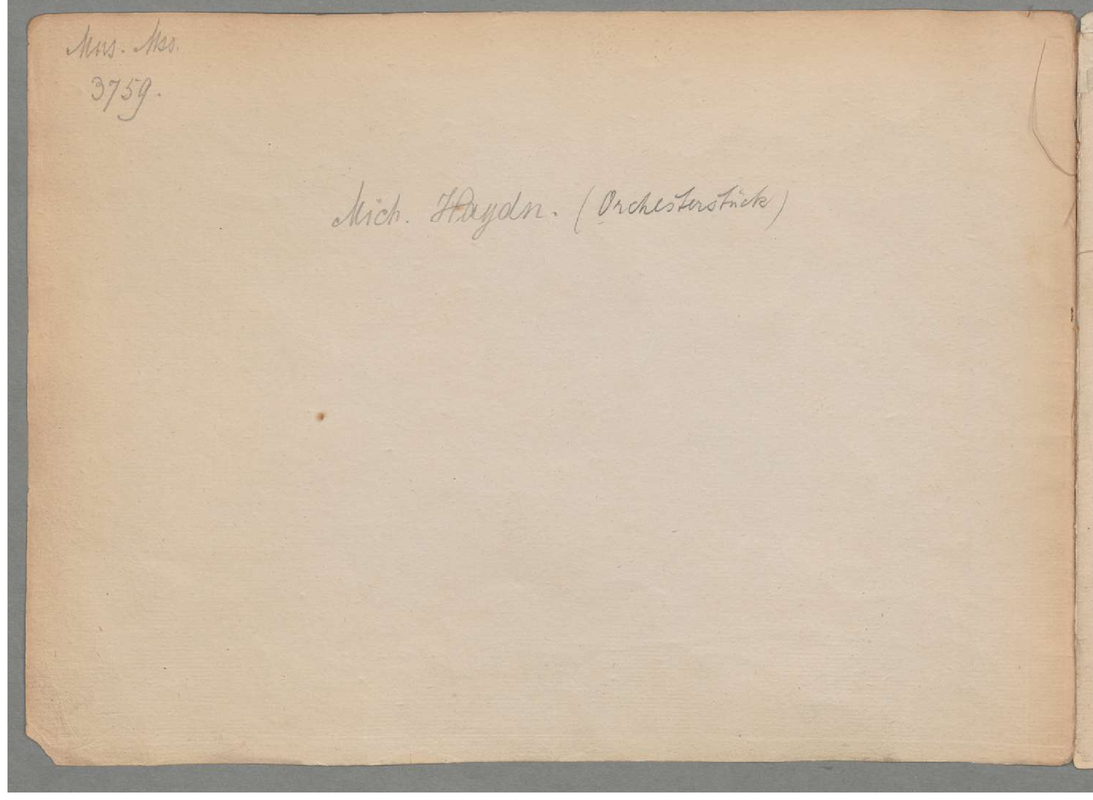 Mus. Mss.
3759.
Mich. Haydn. (Orchesterstück)